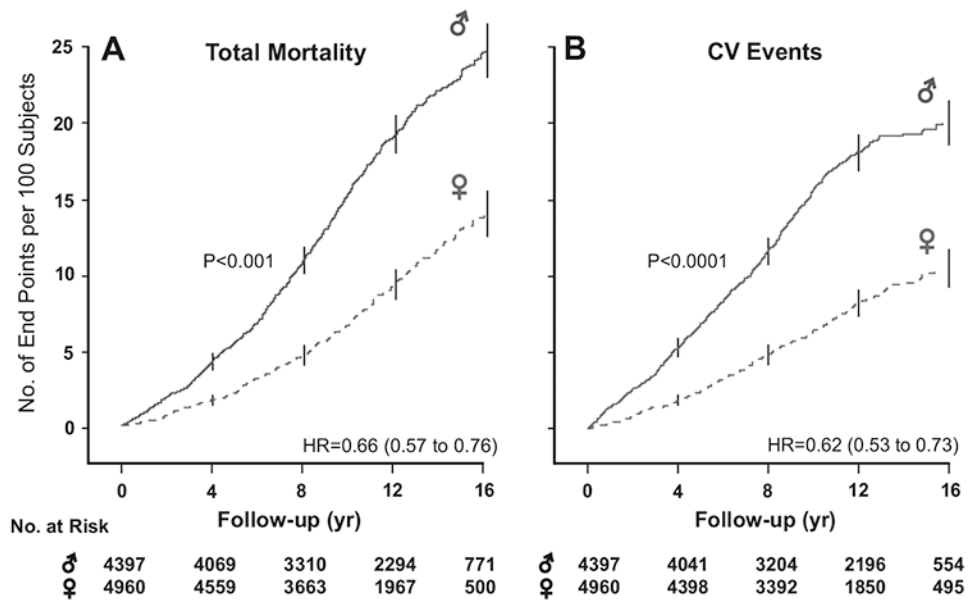 A Total Mortality ♂
B CV Events ♂
25
20
15
10
5
0
No. of End Points per 100 Subjects
♀
♀
P<0.001
P<0.0001
HR=0.66 (0.57 to 0.76)
HR=0.62 (0.53 to 0.73)
0 4 8 12 16
0 4 8 12 16
Follow-up (yr)
Follow-up (yr)
No. at Risk
♂ 4397 4069 3310 2294 771
♂ 4397 4041 3204 2196 554
♀ 4960 4559 3663 1967 500
♀ 4960 4398 3392 1850 495